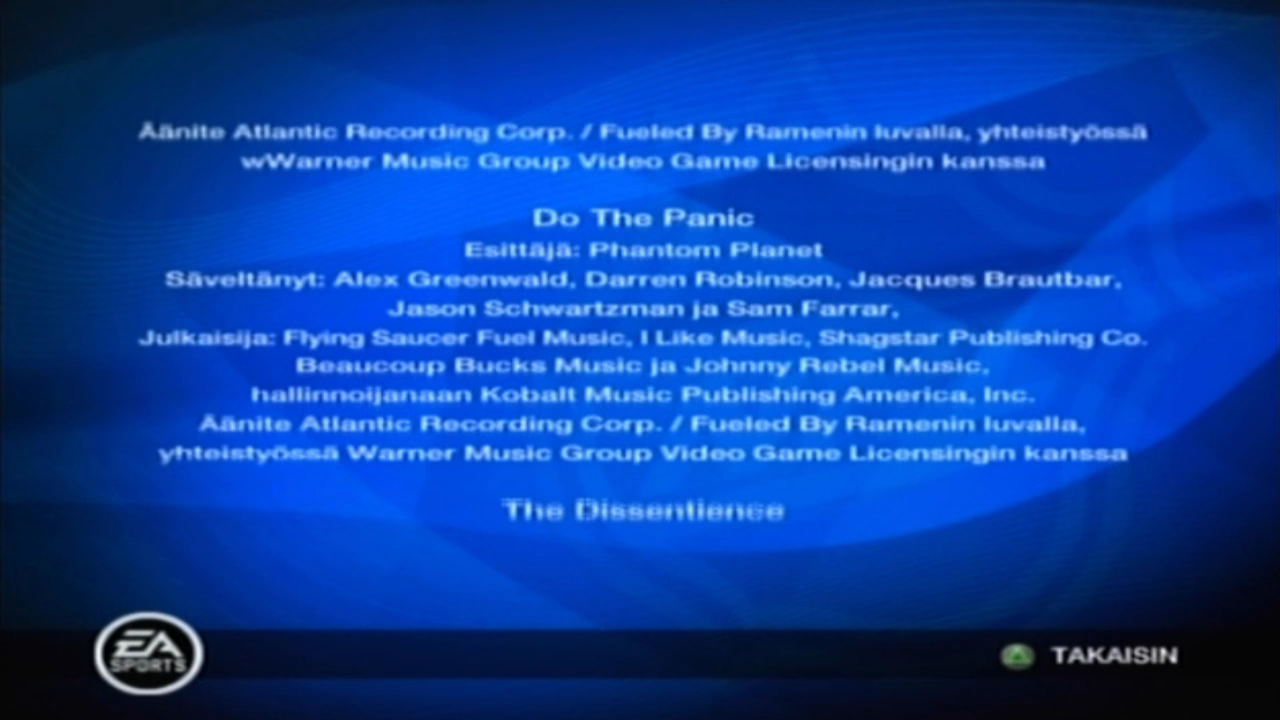 Äänite Atlantic Recording Corp. / Fueled By Ramenin luvalla, yhteistyössä
wWarner Music Group Video Game Licensingin kanssa
Do The Panic
Esittäjä: Phantom Planet
Säveltänyt: Alex Greenwald, Darren Robinson, Jacques Brautbar,
Jason Schwartzman ja Sam Farrar,
Julkaisija: Flying Saucer Fuel Music, I Like Music, Shagstar Publishing Co.
Beaucoup Bucks Music ja Johnny Rebel Music,
hallinnoijanaan Kobalt Music Publishing America, Inc.
Äänite Atlantic Recording Corp. / Fueled By Ramenin luvalla,
yhteistyössä Warner Music Group Video Game Licensingin kanssa
The Dissentience
EA
SPORTS
TAKAISIN